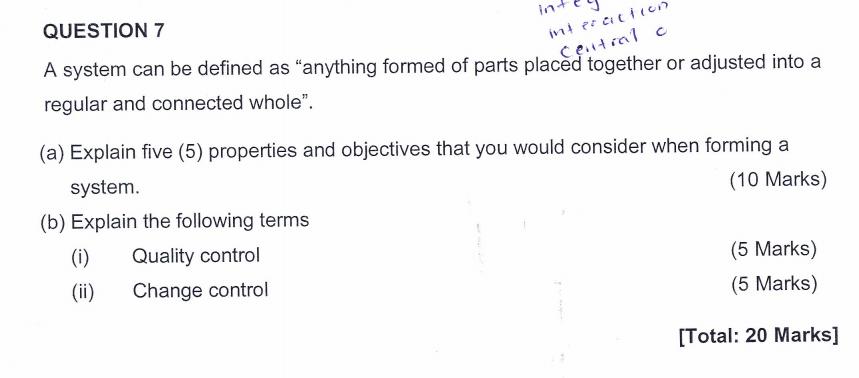 inteq
interaction
central c
QUESTION 7
A system can be defined as “anything formed of parts placed together or adjusted into a
regular and connected whole”.
(a) Explain five (5) properties and objectives that you would consider when forming a
system. (10 Marks)
(b) Explain the following terms
(i) Quality control (5 Marks)
(ii) Change control (5 Marks)
[Total: 20 Marks]